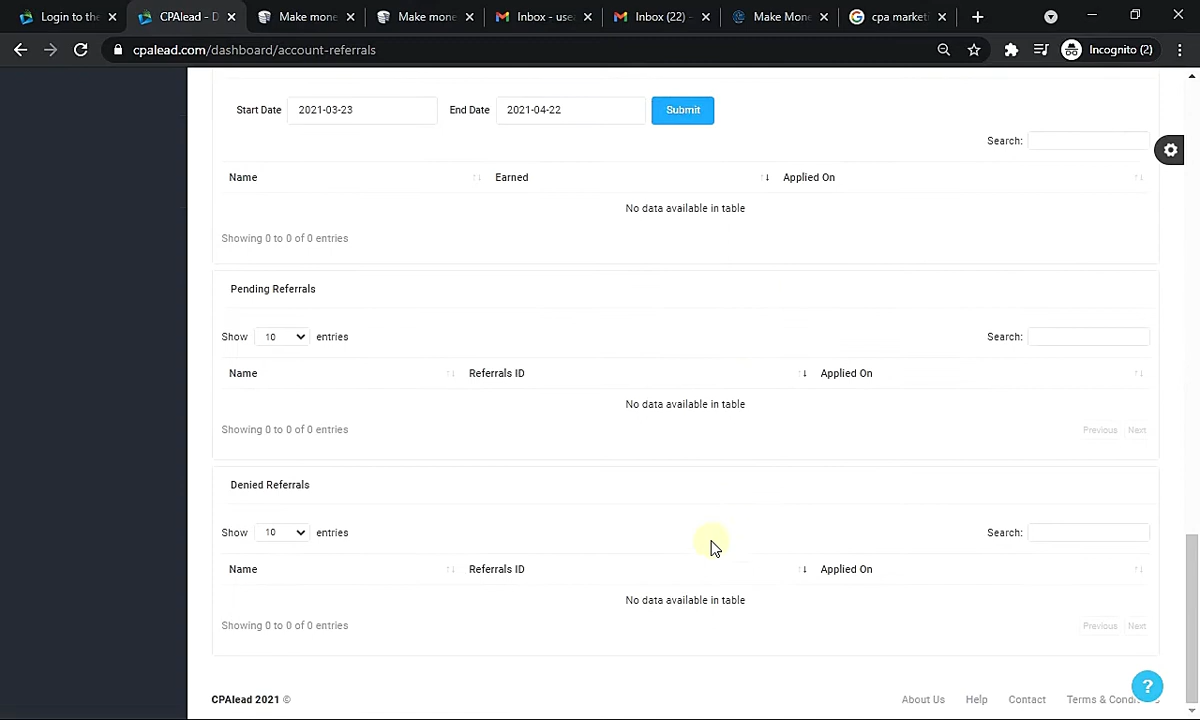 Login to the
CPAlead - D
Make mone
Make mone
Inbox - use
Inbox (22) -
Make Mone
cpa marketi
cpalead.com/dashboard/account-referrals
Incognito (2)
Start Date 2021-03-23 End Date 2021-04-22 Submit
Search:
Name Earned Applied On
No data available in table
Showing 0 to 0 of 0 entries
Pending Referrals
Show 10 entries Search:
Name Referrals ID Applied On
No data available in table
Showing 0 to 0 of 0 entries Previous Next
Denied Referrals
Show 10 entries Search:
Name Referrals ID Applied On
No data available in table
Showing 0 to 0 of 0 entries Previous Next
CPAlead 2021 © About Us Help Contact Terms &
?